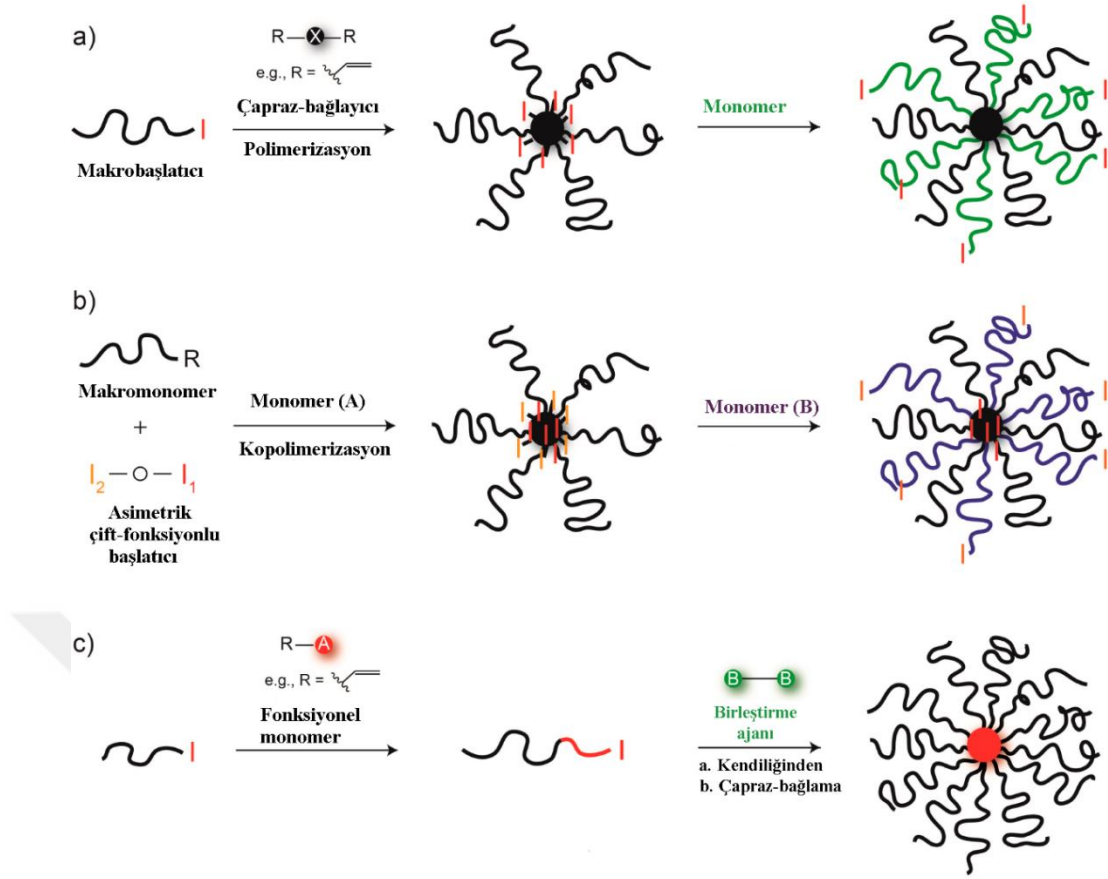 a)
R—X—R
e.g., R =
Çapraz-bağlayıcı
Polimerizasyon
I
Makrobaşlatıcı
I I I I I I
Monomer
I I I I I I
b)
R
Makromonomer
+
I₂ —O— I₁
Asimetrik
çift-fonksiyonlu
başlatıcı
Monomer (A)
Kopolimerizasyon
Monomer (B)
c)
R—A
e.g., R =
Fonksiyonel
monomer
I
I
B—B
Birleştirme
ajanı
a. Kendiliğinden
b. Çapraz-bağlama